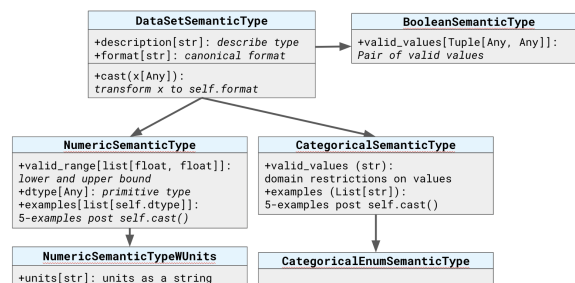 DataSetSemanticType
+description[str]: describe type
+format[str]: canonical format
+cast(x[Any]):
transform x to self.format
BooleanSemanticType
+valid_values[Tuple[Any, Any]]:
Pair of valid values
NumericSemanticType
+valid_range[list[float, float]]:
lower and upper bound
+dtype[Any]: primitive type
+examples[list[self.dtype]]:
5-examples post self.cast()
CategoricalSemanticType
+valid_values (str):
domain restrictions on values
+examples (List[str]):
5-examples post self.cast()
NumericSemanticTypeWUnits
+units[str]: units as a string
CategoricalEnumSemanticType